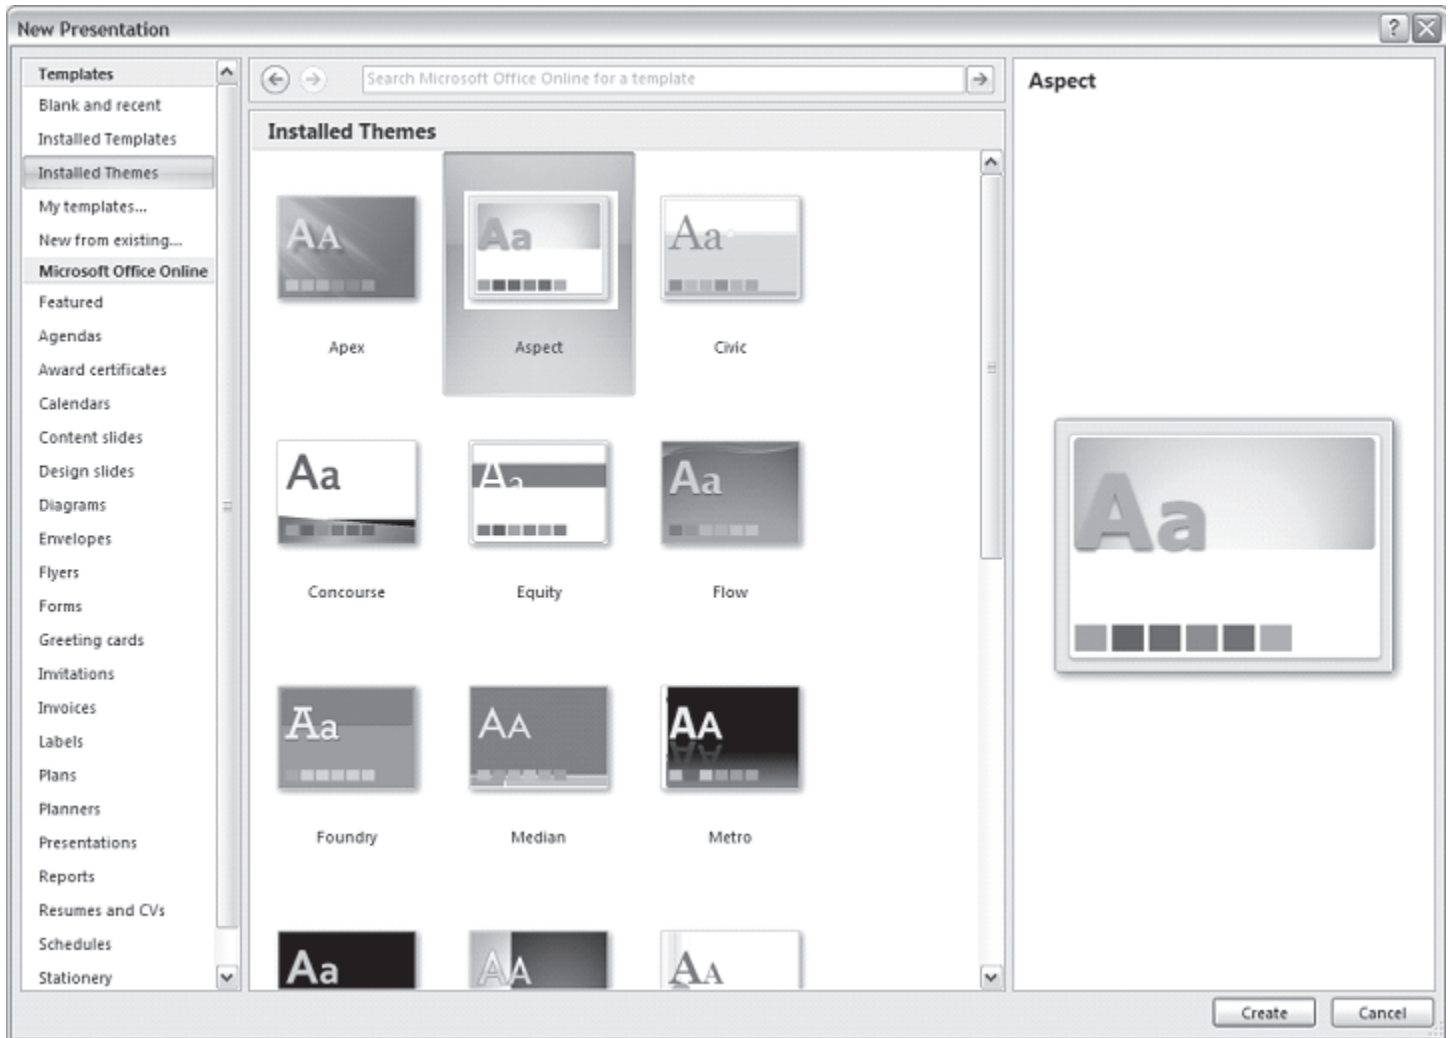 New Presentation
?
Templates
Blank and recent
Installed Templates
Installed Themes
My templates...
New from existing...
Microsoft Office Online
Featured
Agendas
Award certificates
Calendars
Content slides
Design slides
Diagrams
Envelopes
Flyers
Forms
Greeting cards
Invitations
Invoices
Labels
Plans
Planners
Presentations
Reports
Resumes and CVs
Schedules
Stationery
Search Microsoft Office Online for a template
Installed Themes
AA Aa Aa
Apex Aspect Civic
Aa Aa Aa
Concourse Equity Flow
Aa AA AA
Foundry Median Metro
Aa AA AA
Aspect
Aa
Create Cancel